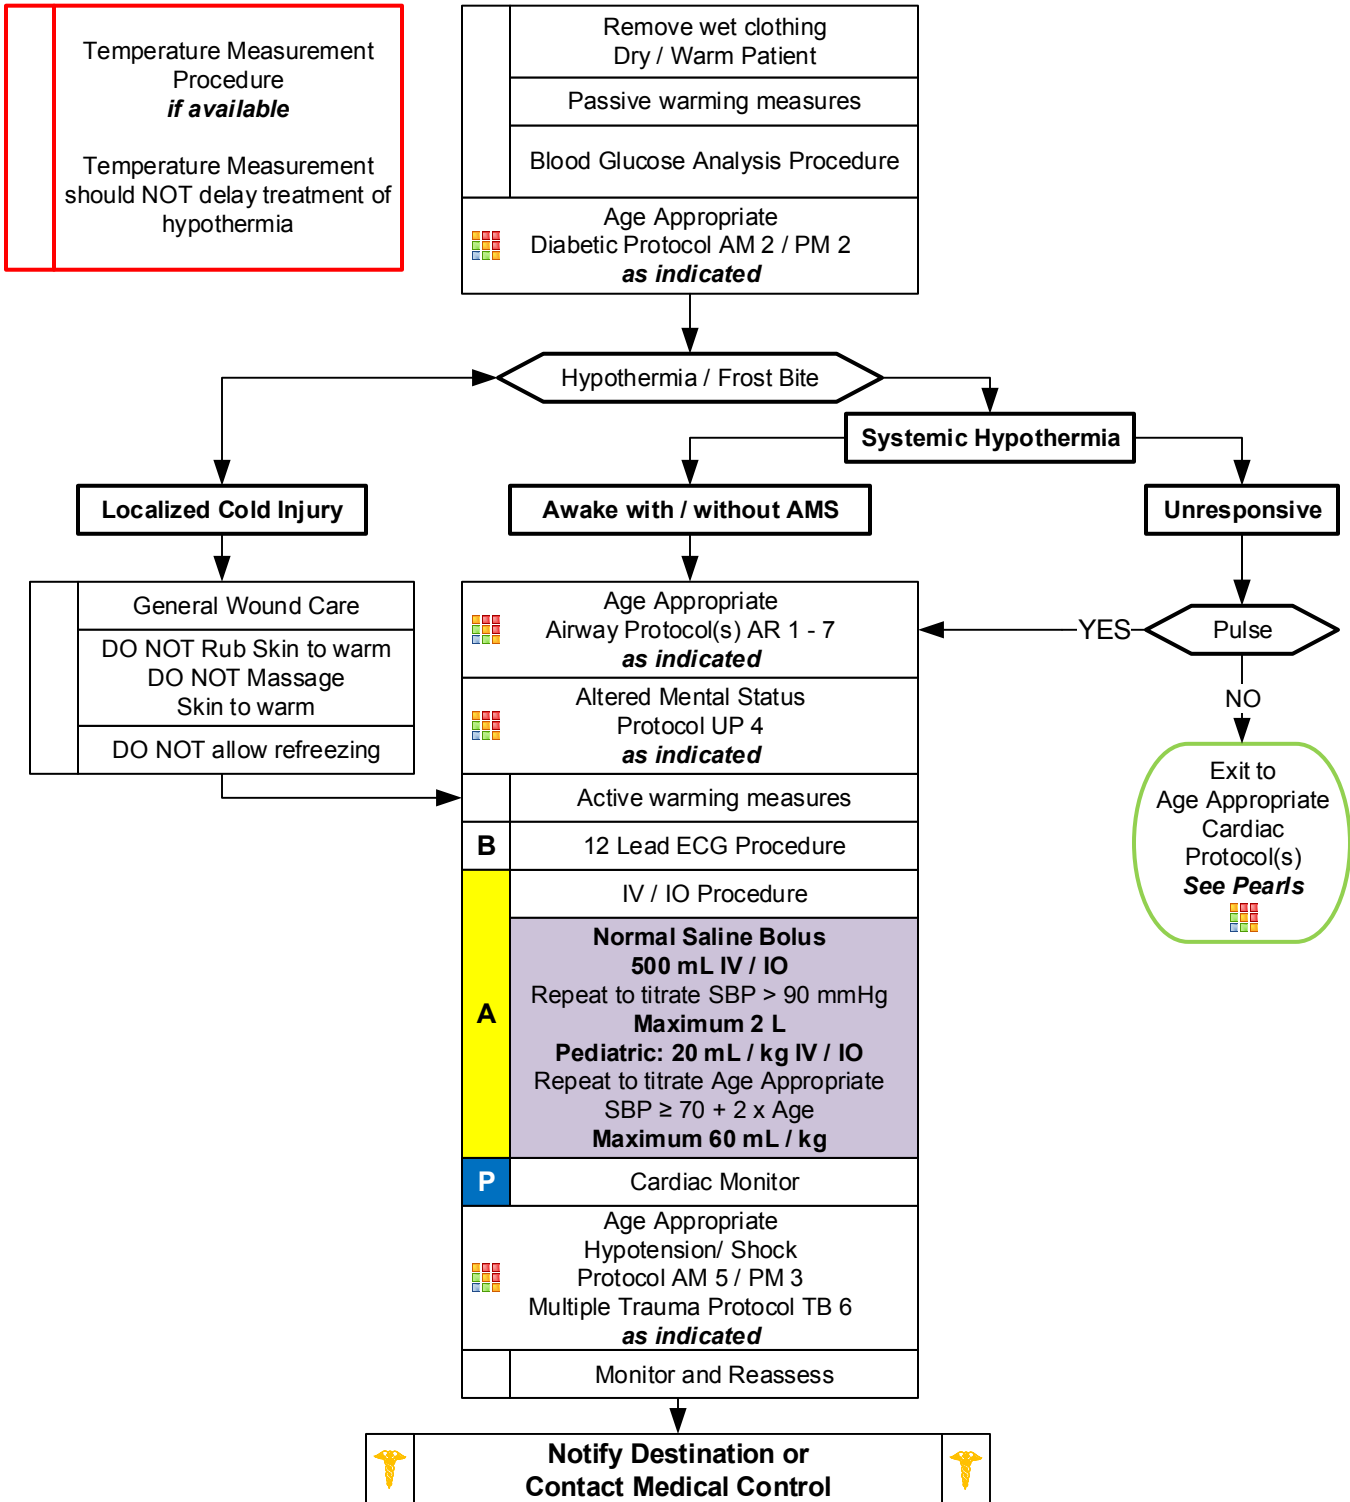 Temperature Measurement
Procedure
if available
Temperature Measurement
should NOT delay treatment of
hypothermia
Remove wet clothing
Dry / Warm Patient
Passive warming measures
Blood Glucose Analysis Procedure
Age Appropriate
Diabetic Protocol AM 2 / PM 2
as indicated
Hypothermia / Frost Bite
Systemic Hypothermia
Localized Cold Injury
Awake with / without AMS
Unresponsive
General Wound Care
DO NOT Rub Skin to warm
DO NOT Massage
Skin to warm
DO NOT allow refreezing
Age Appropriate
Airway Protocol(s) AR 1 - 7
as indicated
YES
Pulse
NO
Altered Mental Status
Protocol UP 4
as indicated
Exit to
Age Appropriate
Cardiac
Protocol(s)
See Pearls
Active warming measures
B
12 Lead ECG Procedure
A
IV / IO Procedure
Normal Saline Bolus
500 mL IV / IO
Repeat to titrate SBP > 90 mmHg
Maximum 2 L
Pediatric: 20 mL / kg IV / IO
Repeat to titrate Age Appropriate
SBP ≥ 70 + 2 x Age
Maximum 60 mL / kg
P
Cardiac Monitor
Age Appropriate
Hypotension/ Shock
Protocol AM 5 / PM 3
Multiple Trauma Protocol TB 6
as indicated
Monitor and Reassess
Notify Destination or
Contact Medical Control